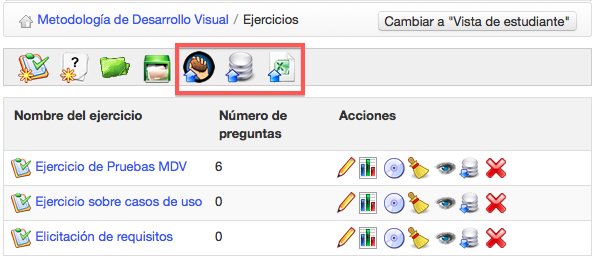 Metodología de Desarrollo Visual / Ejercicios
Cambiar a "Vista de estudiante"
?
Nombre del ejercicio
Número de
preguntas
Acciones
Ejercicio de Pruebas MDV 6
Ejercicio sobre casos de uso 0
Elicitación de requisitos 0